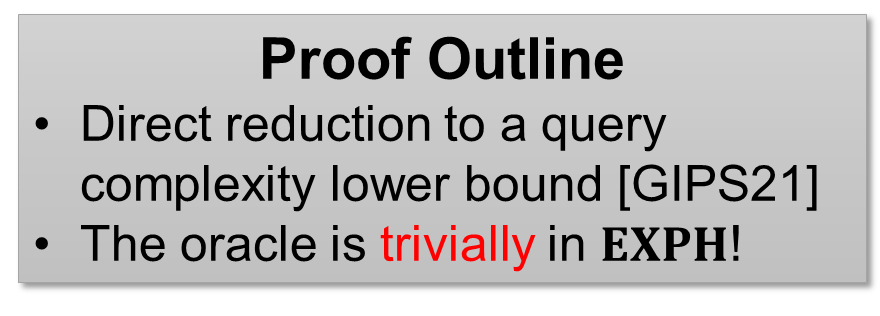 Proof Outline
• Direct reduction to a query
complexity lower bound [GIPS21]
• The oracle is trivially in EXPH!